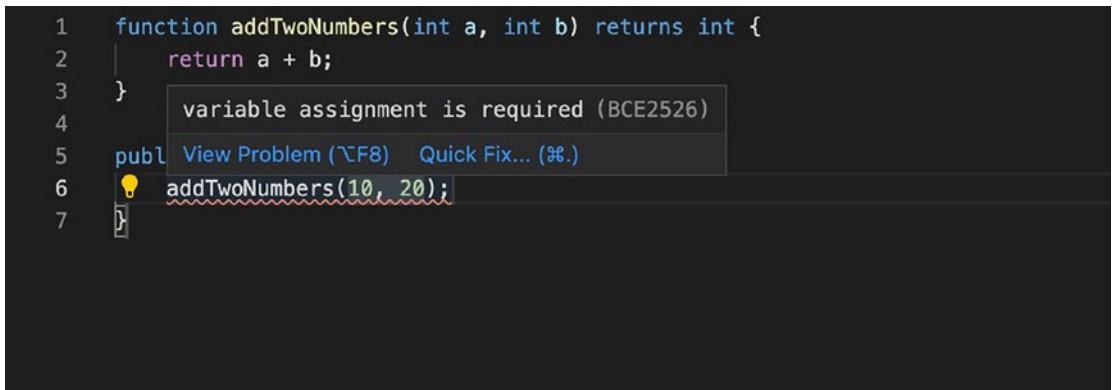 1 function addTwoNumbers(int a, int b) returns int {
2 return a + b;
3 }
variable assignment is required (BCE2526)
4
5 publ View Problem (⌥F8) Quick Fix... (⌘.)
6 addTwoNumbers(10, 20);
7 }